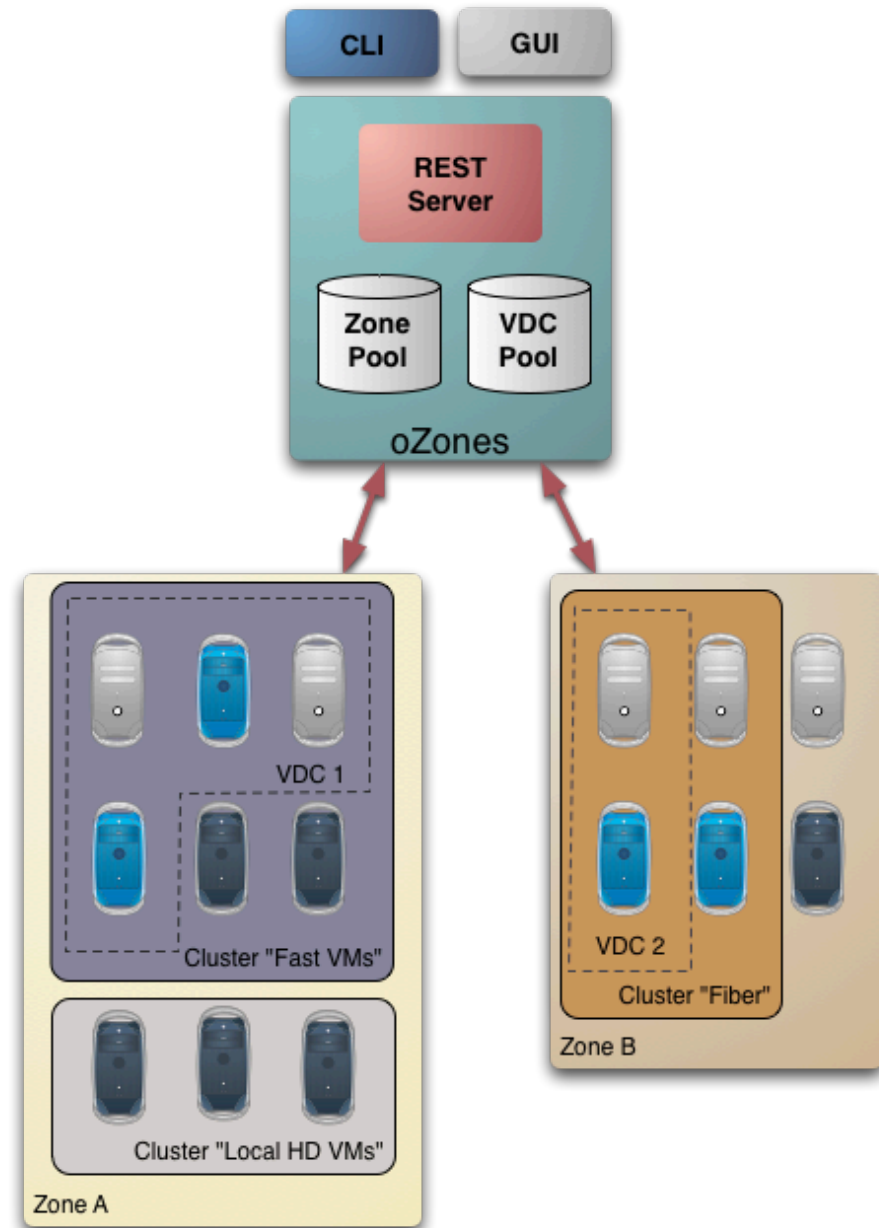 CLI
GUI
REST
Server
Zone
Pool
VDC
Pool
oZones
VDC 1
Cluster "Fast VMs"
Cluster "Local HD VMs"
Zone A
VDC 2
Cluster "Fiber"
Zone B